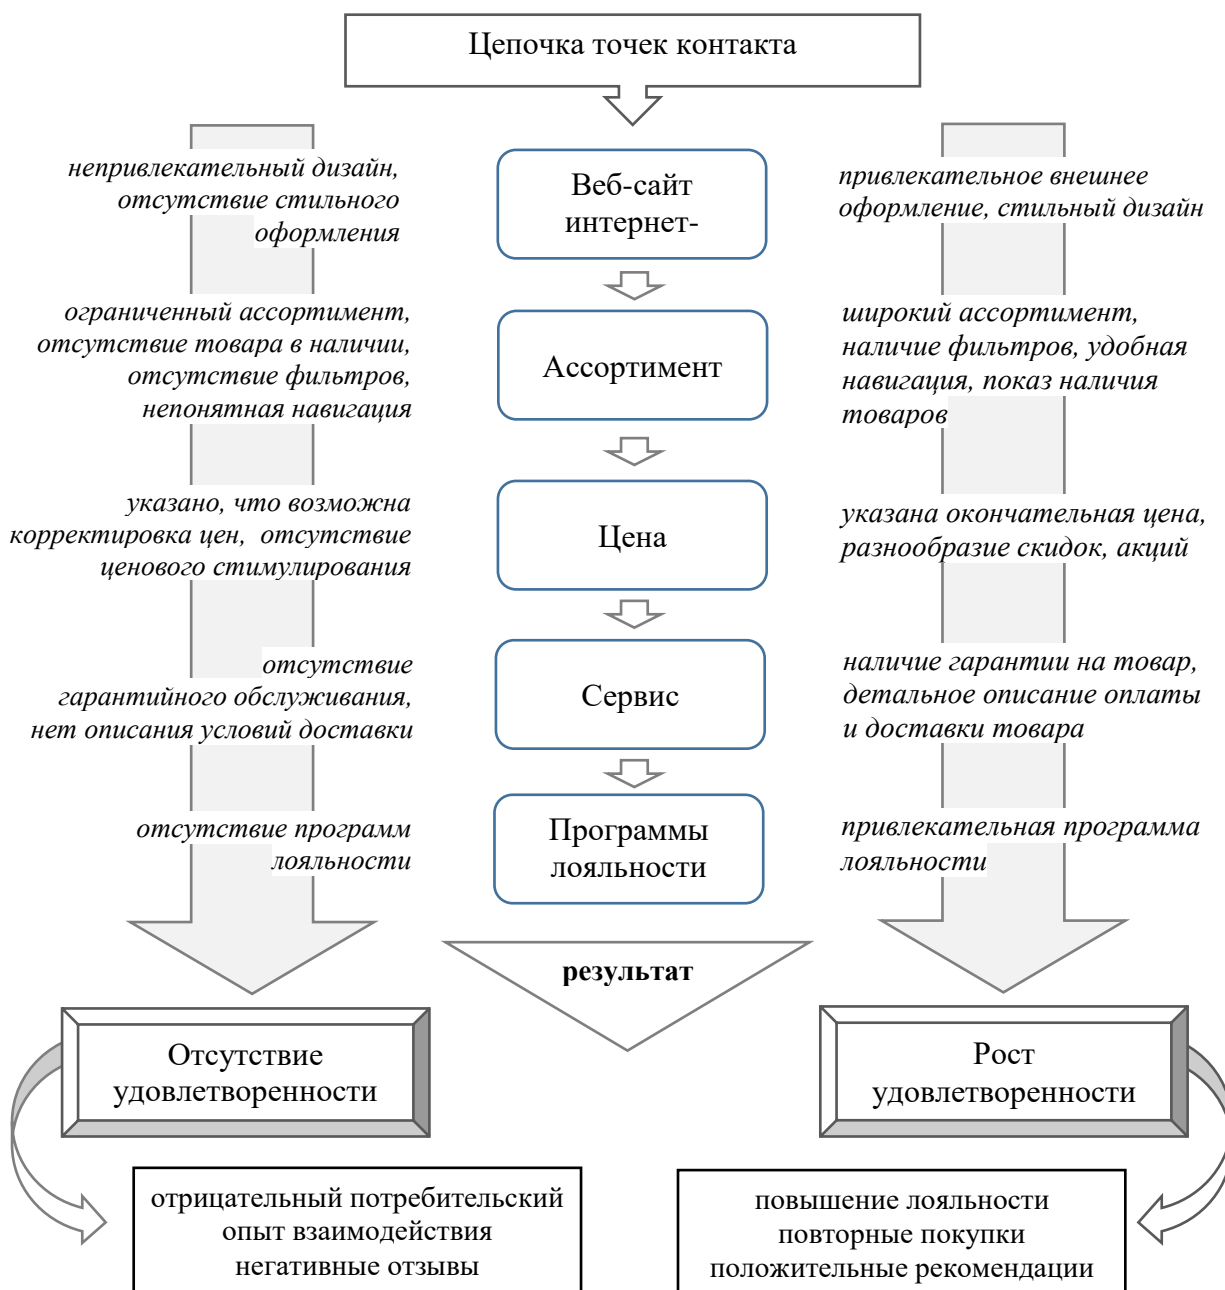 Цепочка точек контакта
непривлекательный дизайн,
отсутствие стильного
оформления
Веб-сайт
интернет-
привлекательное внешнее
оформление, стильный дизайн
ограниченный ассортимент,
отсутствие товара в наличии,
отсутствие фильтров,
непонятная навигация
Ассортимент
широкий ассортимент,
наличие фильтров, удобная
навигация, показ наличия
товаров
указано, что возможна
корректировка цен, отсутствие
ценового стимулирования
Цена
указана окончательная цена,
разнообразие скидок, акций
отсутствие
гарантийного обслуживания,
нет описания условий доставки
Сервис
наличие гарантии на товар,
детальное описание оплаты
и доставки товара
отсутствие программ
лояльности
Программы
лояльности
привлекательная программа
лояльности
результат
Отсутствие
удовлетворенности
Рост
удовлетворенности
отрицательный потребительский
опыт взаимодействия
негативные отзывы
повышение лояльности
повторные покупки
положительные рекомендации